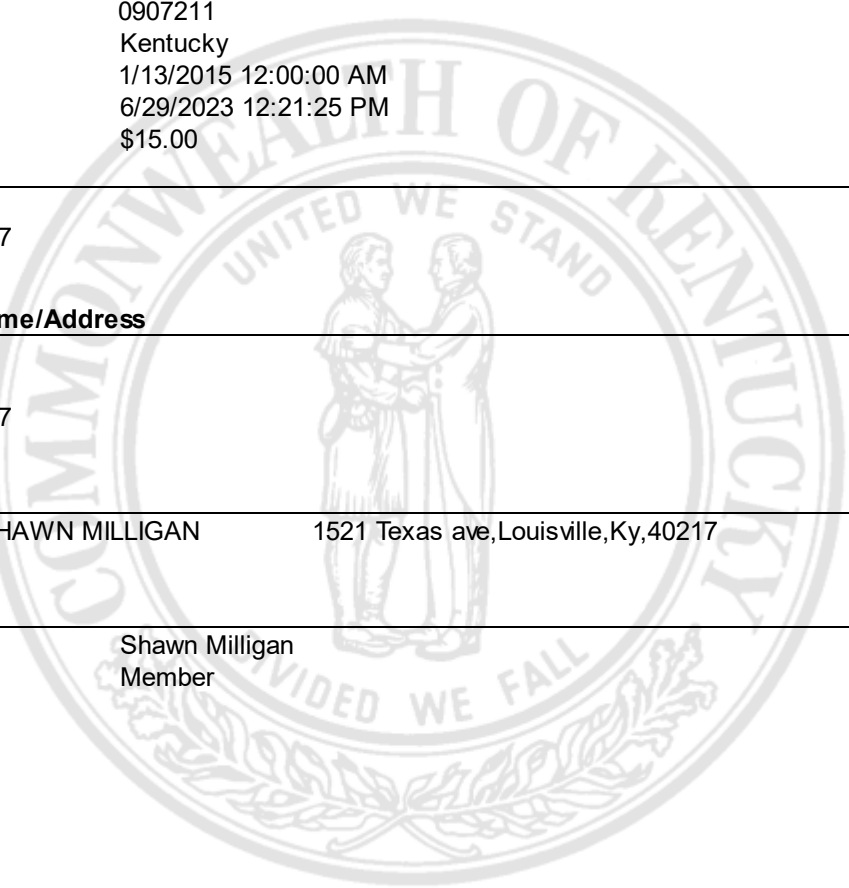 0907211
Kentucky
1/13/2015 12:00:00 AM
6/29/2023 12:21:25 PM
$15.00
7
me/Address
7
HAWN MILLIGAN 1521 Texas ave,Louisville,Ky,40217
Shawn Milligan
Member
COMMONWEALTH OF KENTUCKY
UNITED WE STAND
DIVIDED WE FALL